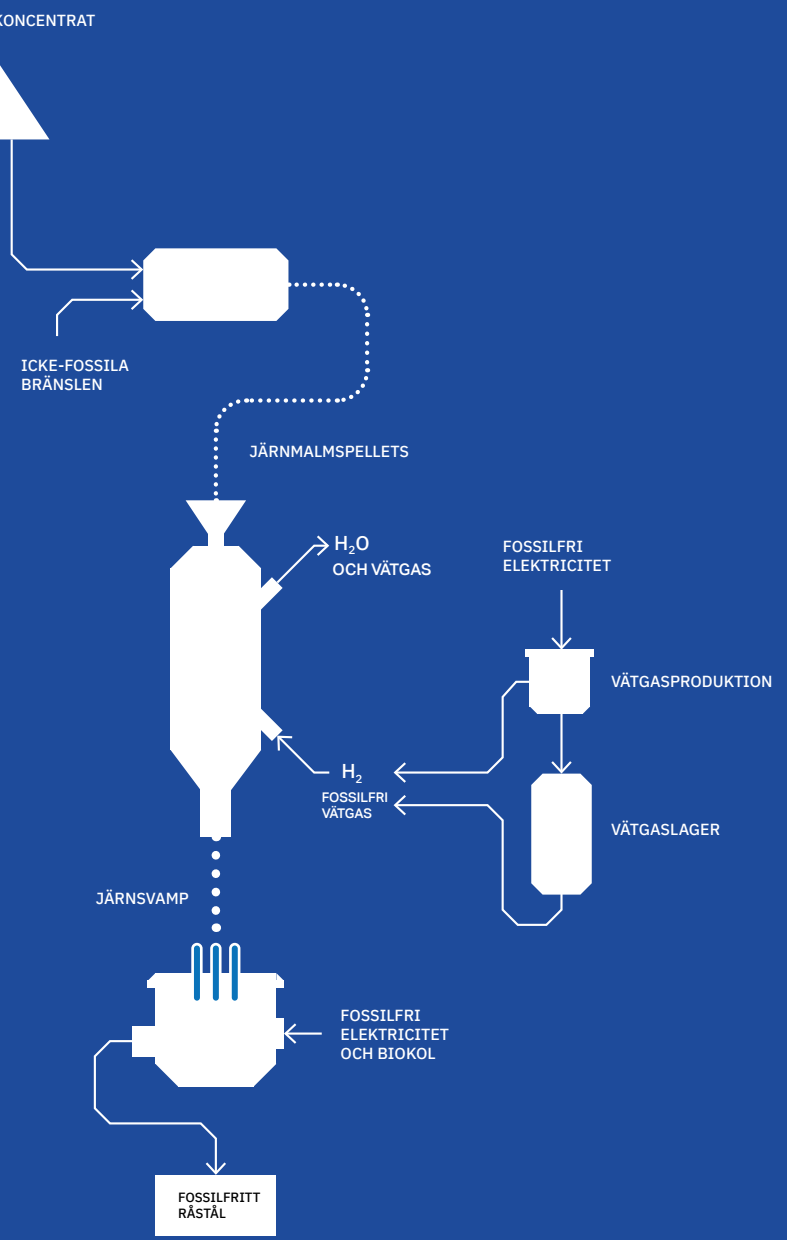 KONCENTRAT
ICKE-FOSSILA
BRÄNSLEN
JÄRNMALMSPELLETS
H₂O
OCH VÄTGAS
FOSSILFRI
ELEKTRICITET
VÄTGASPRODUKTION
H₂
FOSSILFRI
VÄTGAS
VÄTGASLAGER
JÄRNSVAMP
FOSSILFRI
ELEKTRICITET
OCH BIOKOL
FOSSILFRITT
RÅSTÅL